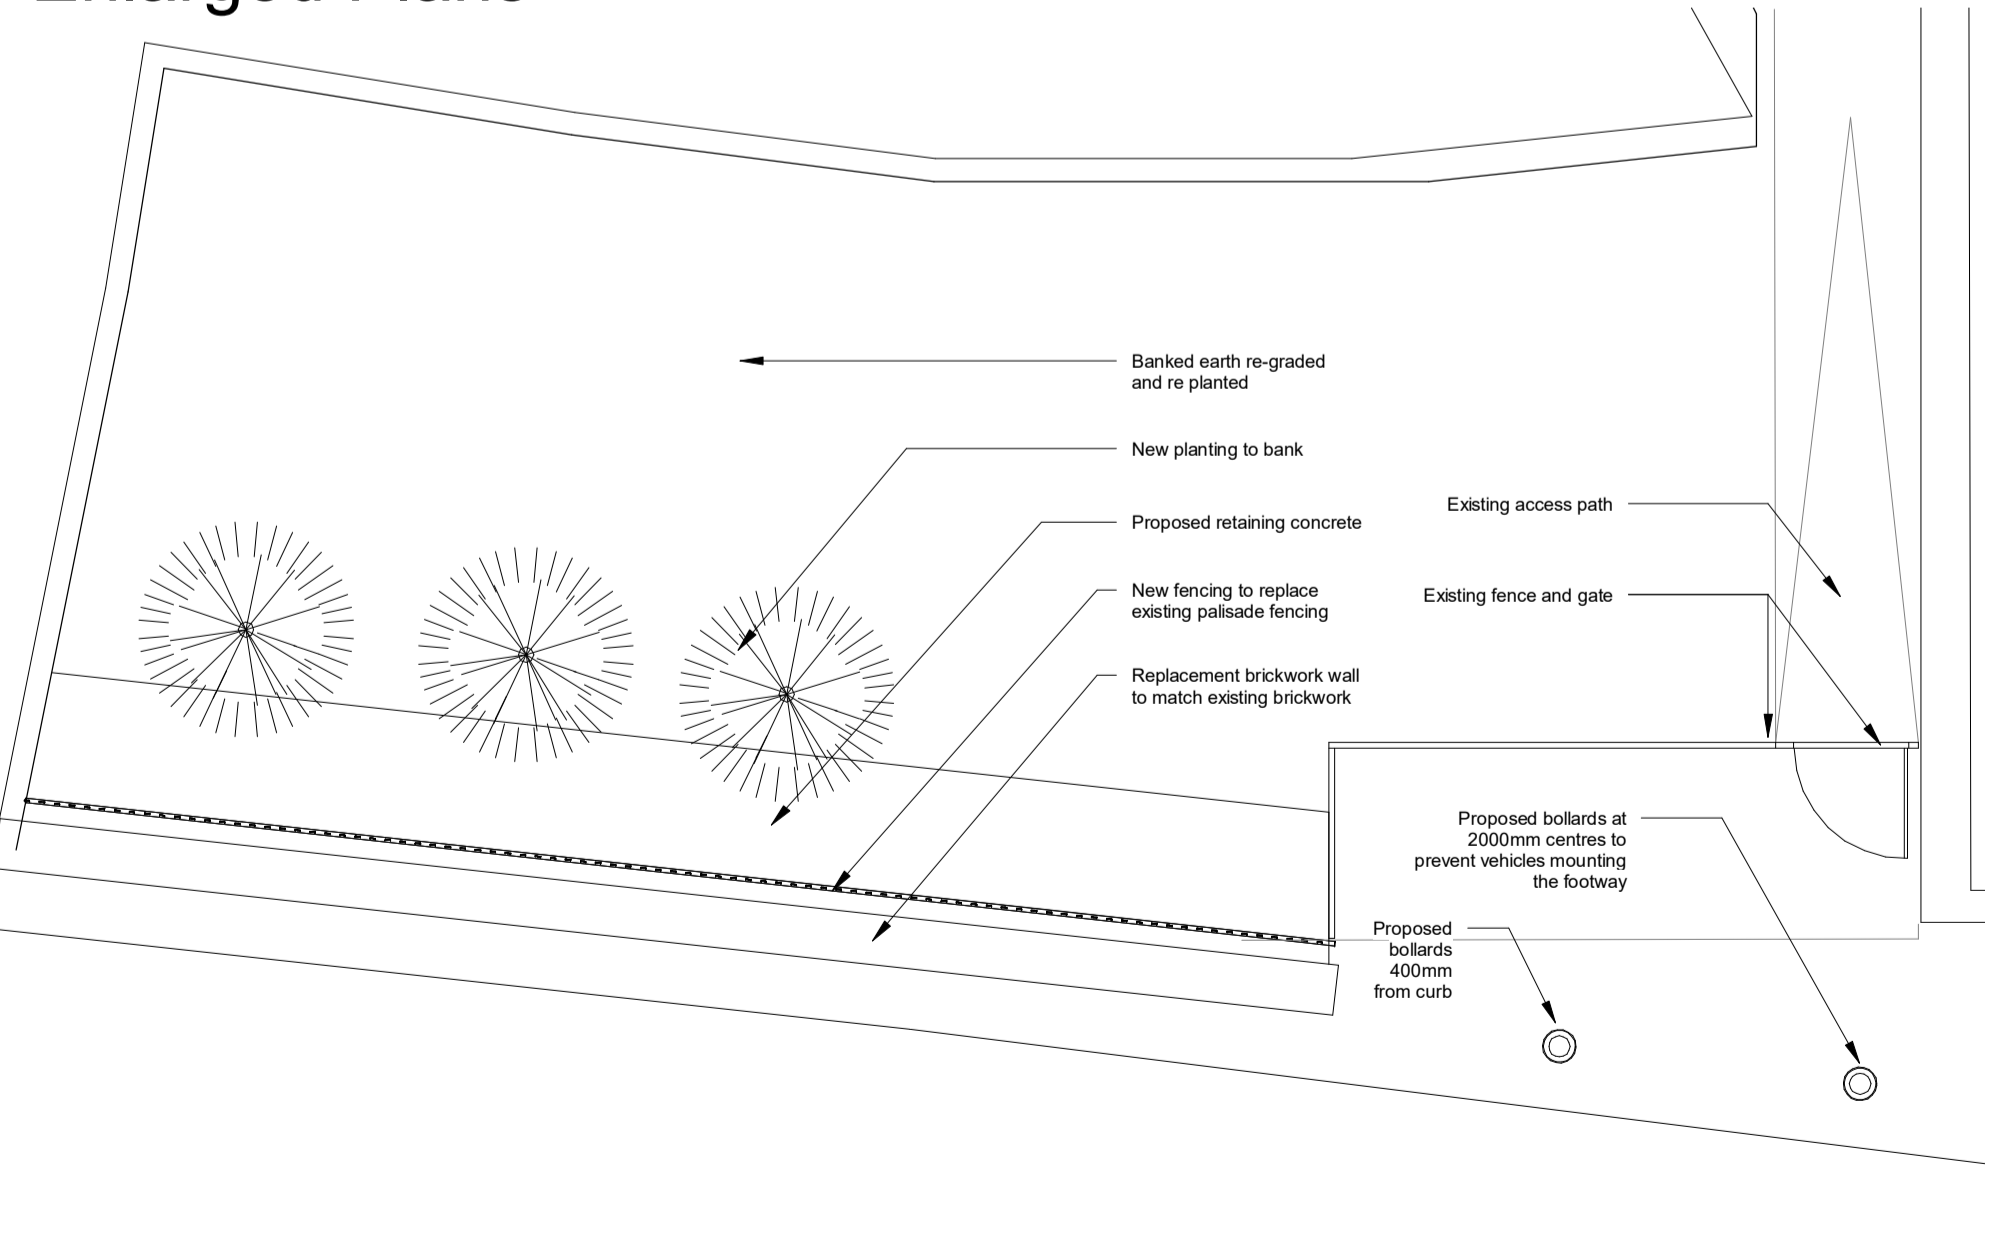 Enlarged Plans
Banked earth re-graded
and re planted
New planting to bank
Proposed retaining concrete
New fencing to replace
existing palisade fencing
Replacement brickwork wall
to match existing brickwork
Existing access path
Existing fence and gate
Proposed bollards at
2000mm centres to
prevent vehicles mounting
the footway
Proposed
bollards
400mm
from curb